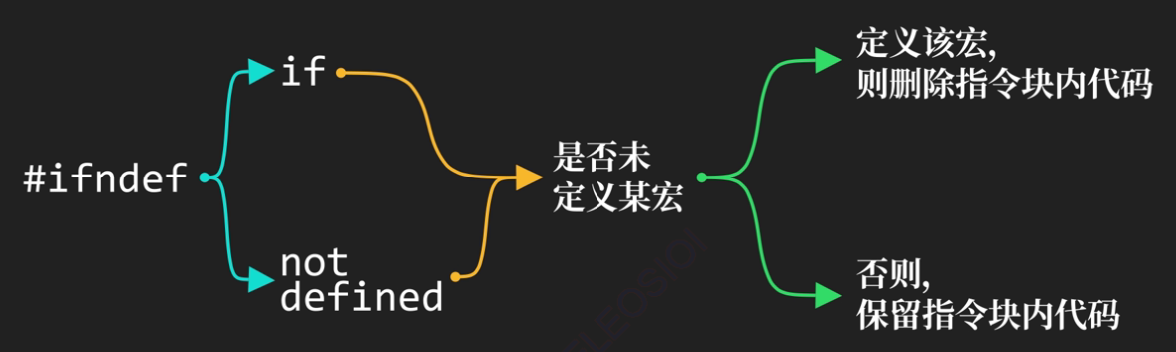 #ifndef
if
not
defined
是否未
定义某宏
定义该宏,
则删除指令块内代码
否则,
保留指令块内代码